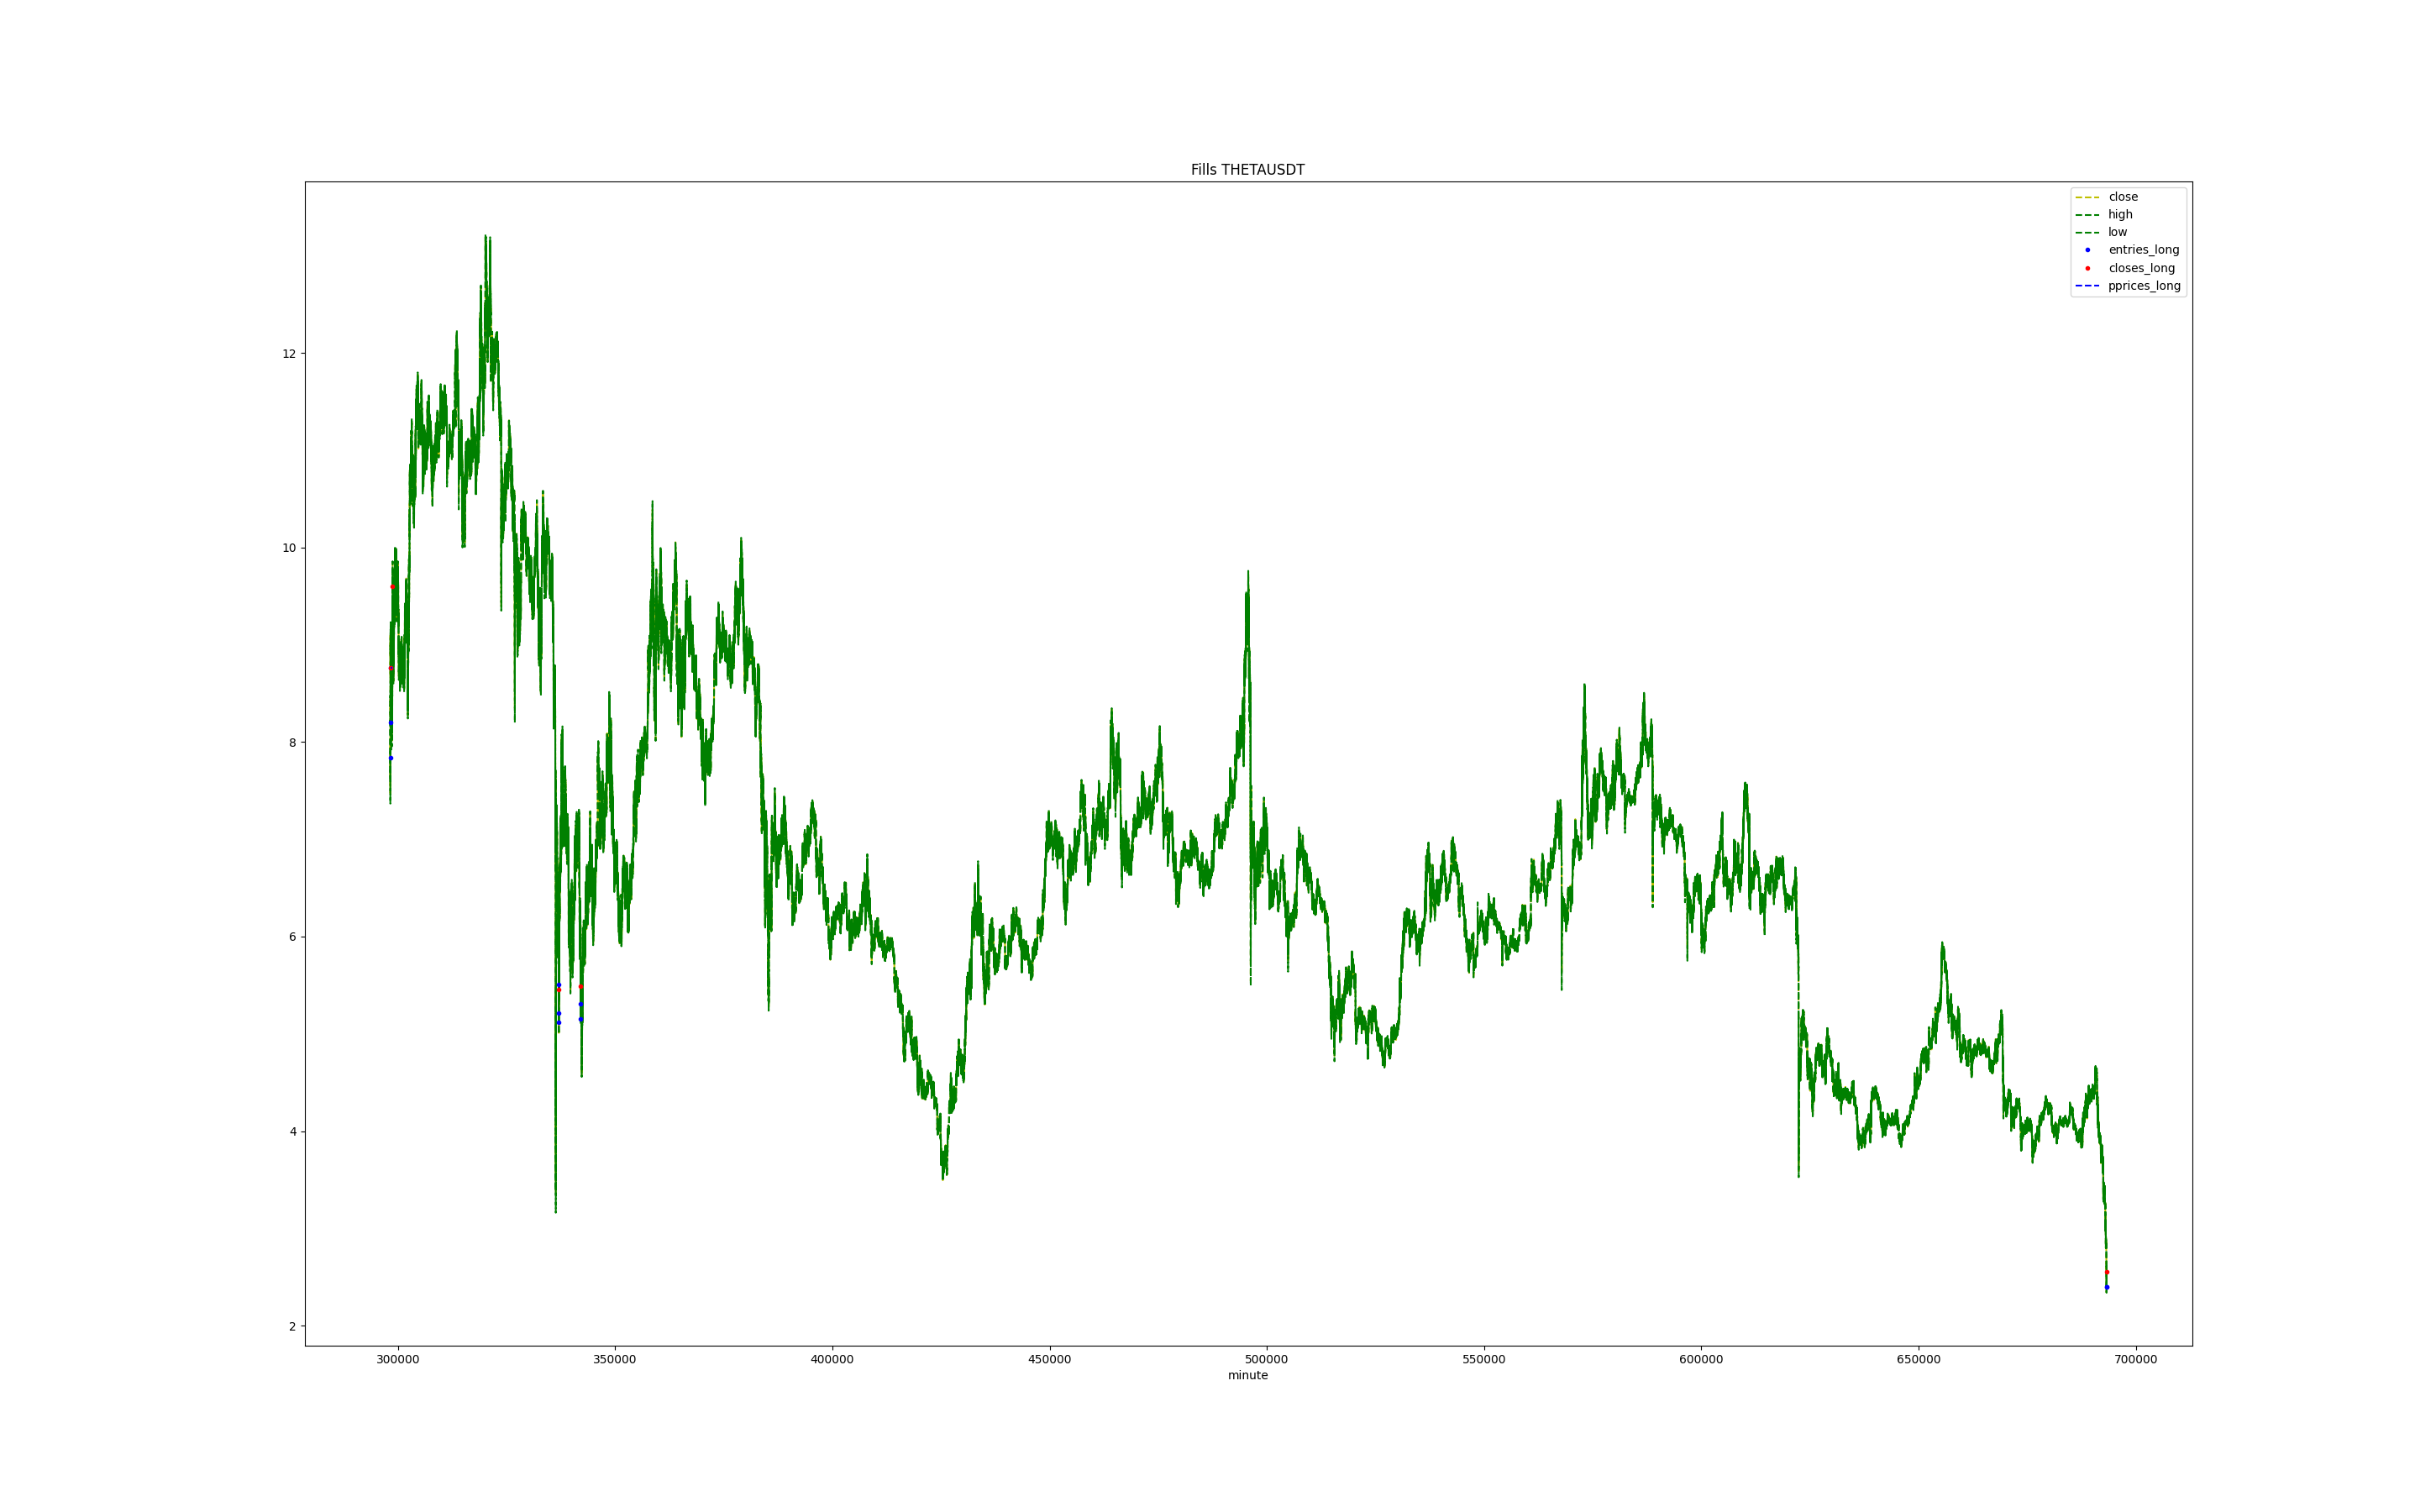 Fills THETAUSDT
close
high
low
entries_long
closes_long
pprices_long
12
10
8
6
4
2
300000 350000 400000 450000 500000 550000 600000 650000 700000
minute